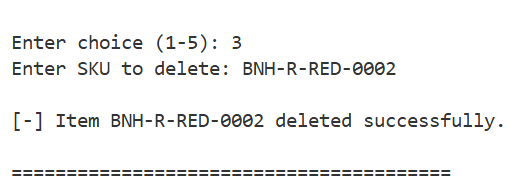 Enter choice (1-5): 3
Enter SKU to delete: BNH-R-RED-0002
[-] Item BNH-R-RED-0002 deleted successfully.
========================================